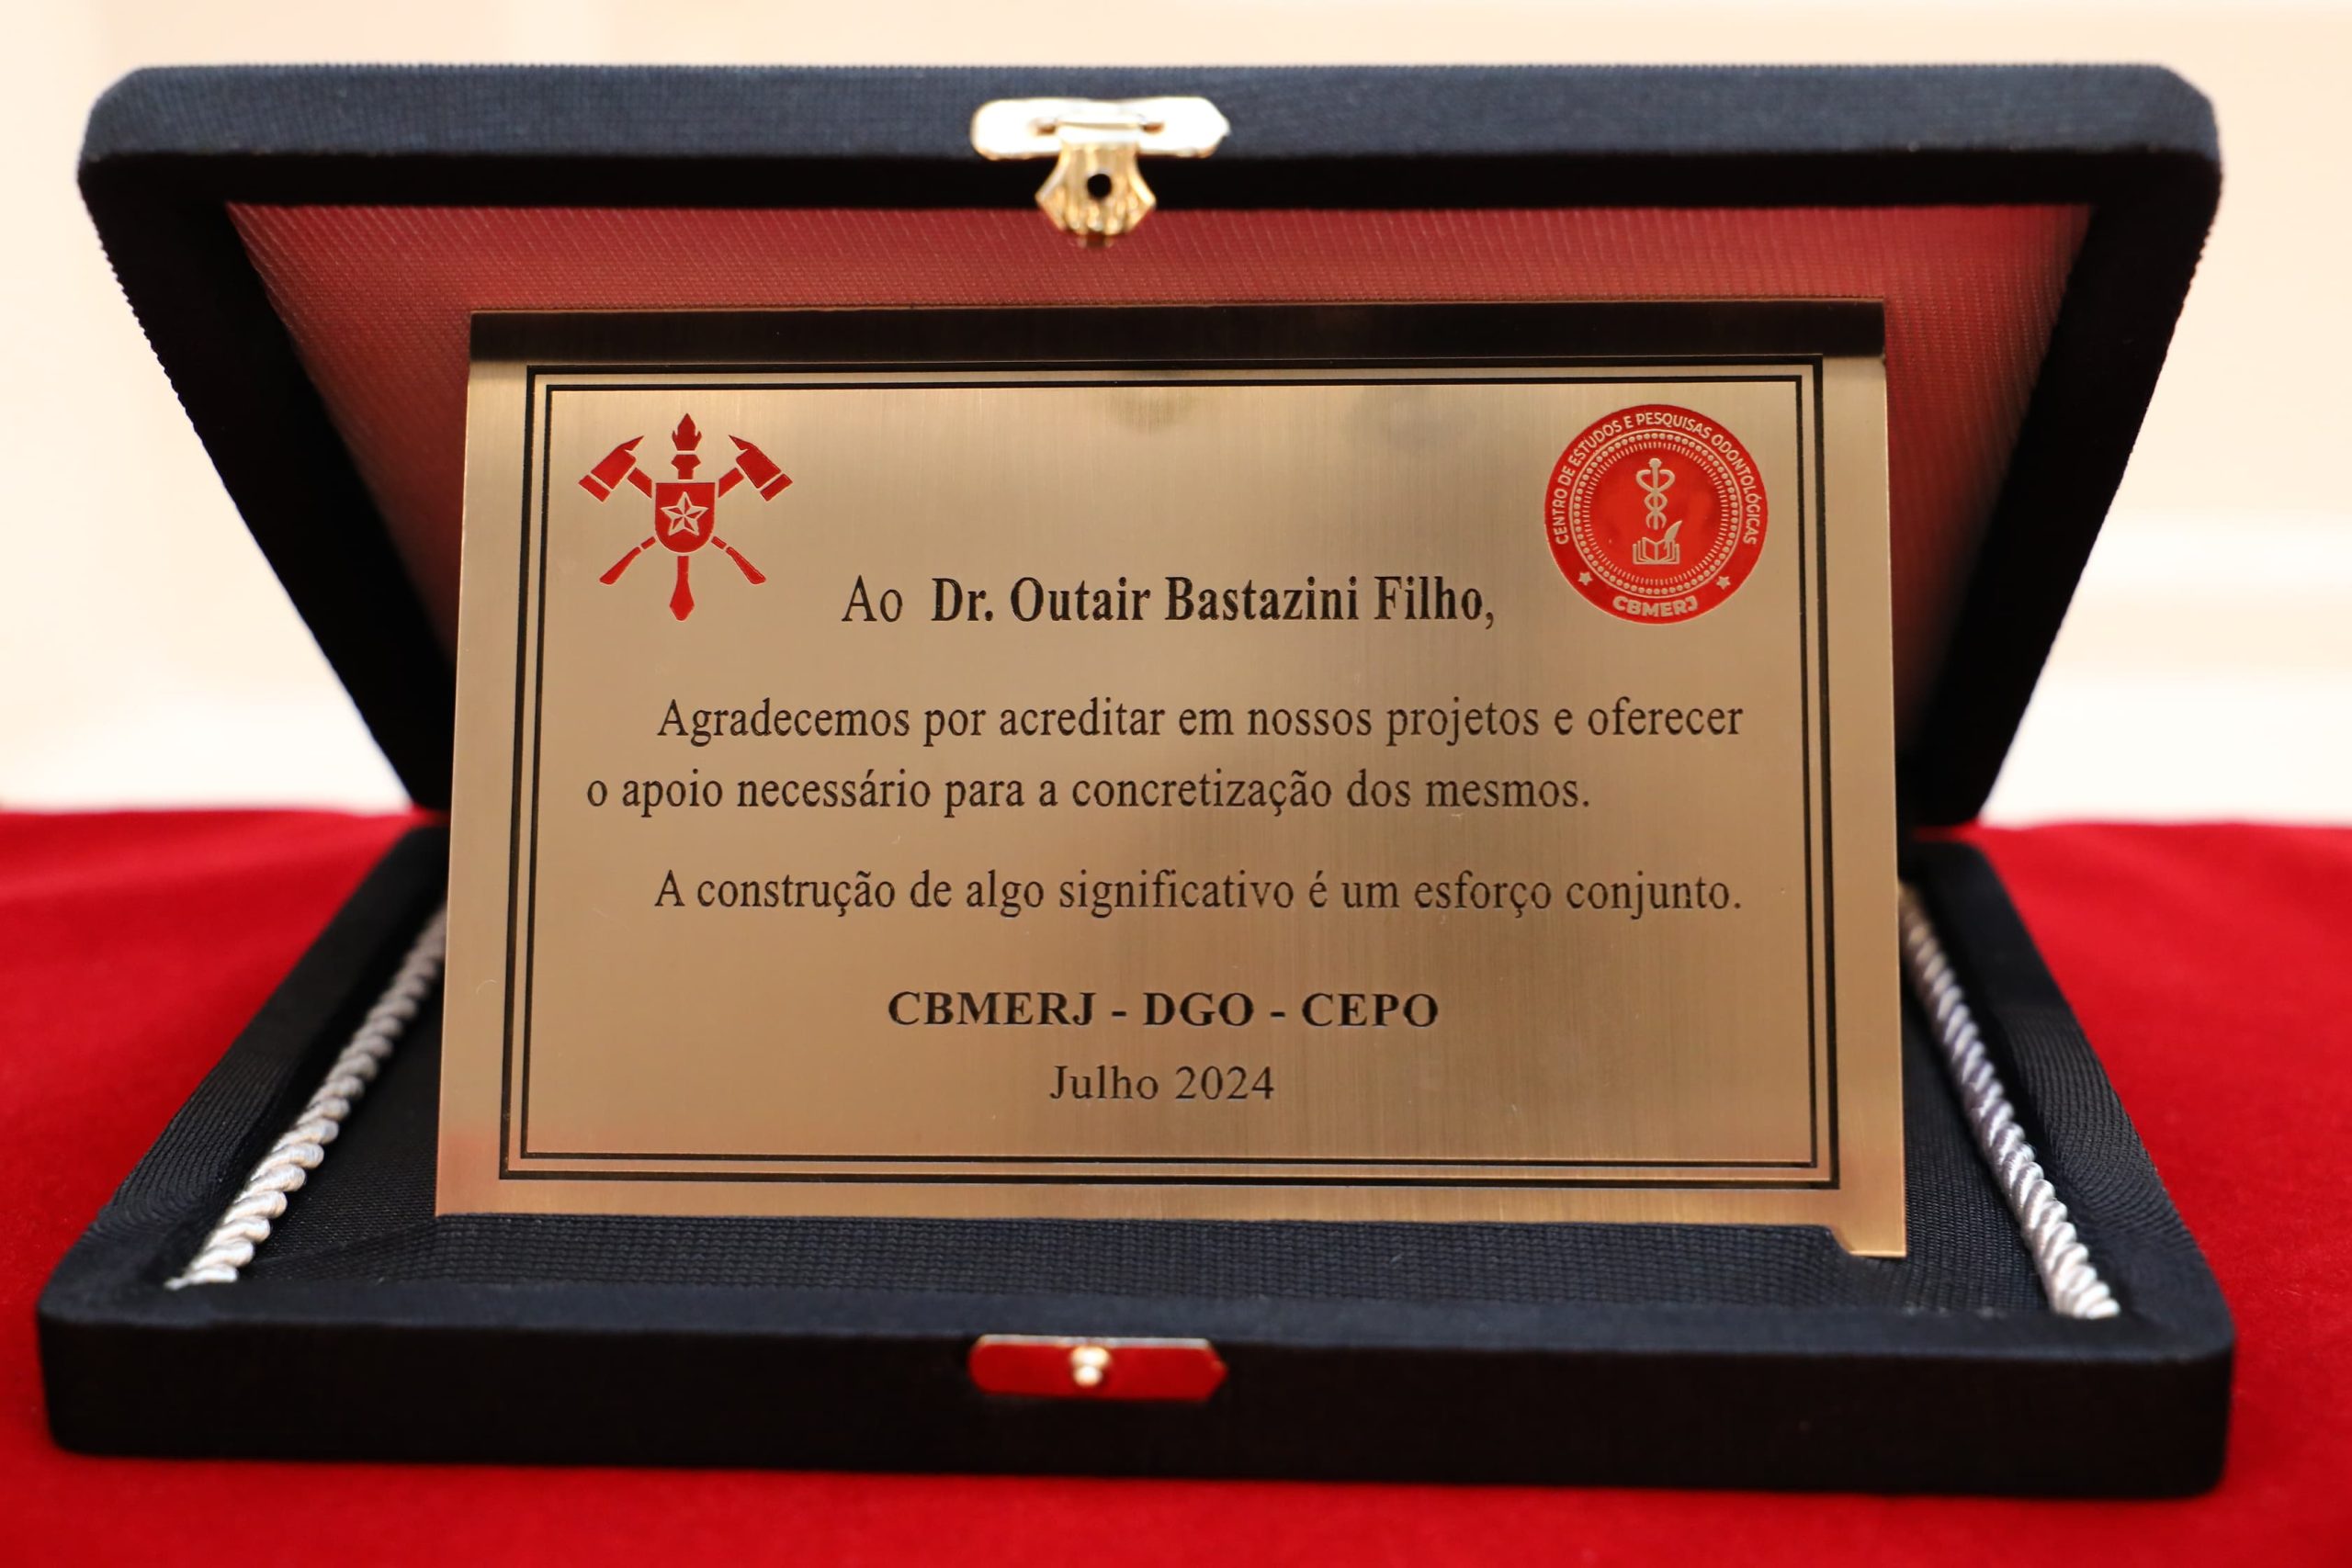 CENTRO DE ESTUDOS E PESQUISAS ODONTOLÓGICAS
CBMERJ
Ao Dr. Outair Bastazini Filho,
Agradecemos por acreditar em nossos projetos e oferecer
o apoio necessário para a concretização dos mesmos.
A construção de algo significativo é um esforço conjunto.
CBMERJ - DGO - CEPO
Julho 2024